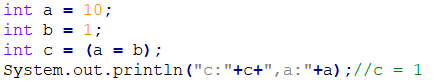 int a = 10;
int b = 1;
int c = (a = b);
System.out.println("c:"+c+",a:"+a);//c = 1